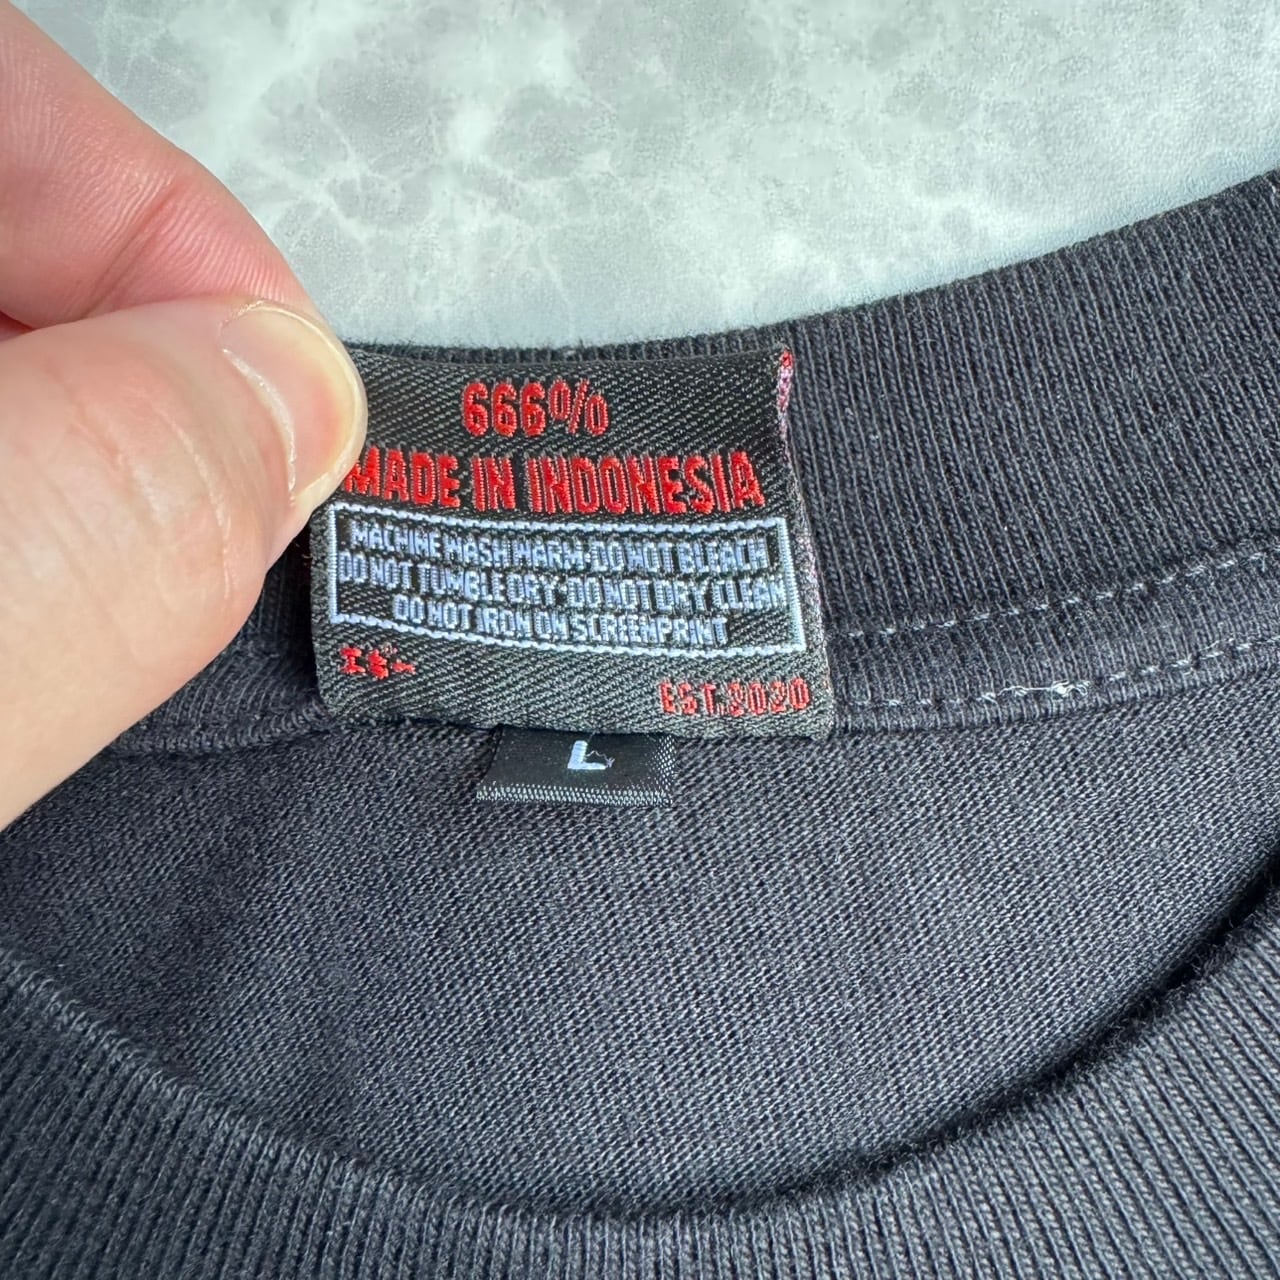 666%
MADE IN INDONESIA
MACHINE WASH WARM·DO NOT BLEACH
DO NOT TUMBLE DRY·DO NOT DRY CLEAN
DO NOT IRON ON SCREENPRINT
EST.2020
L